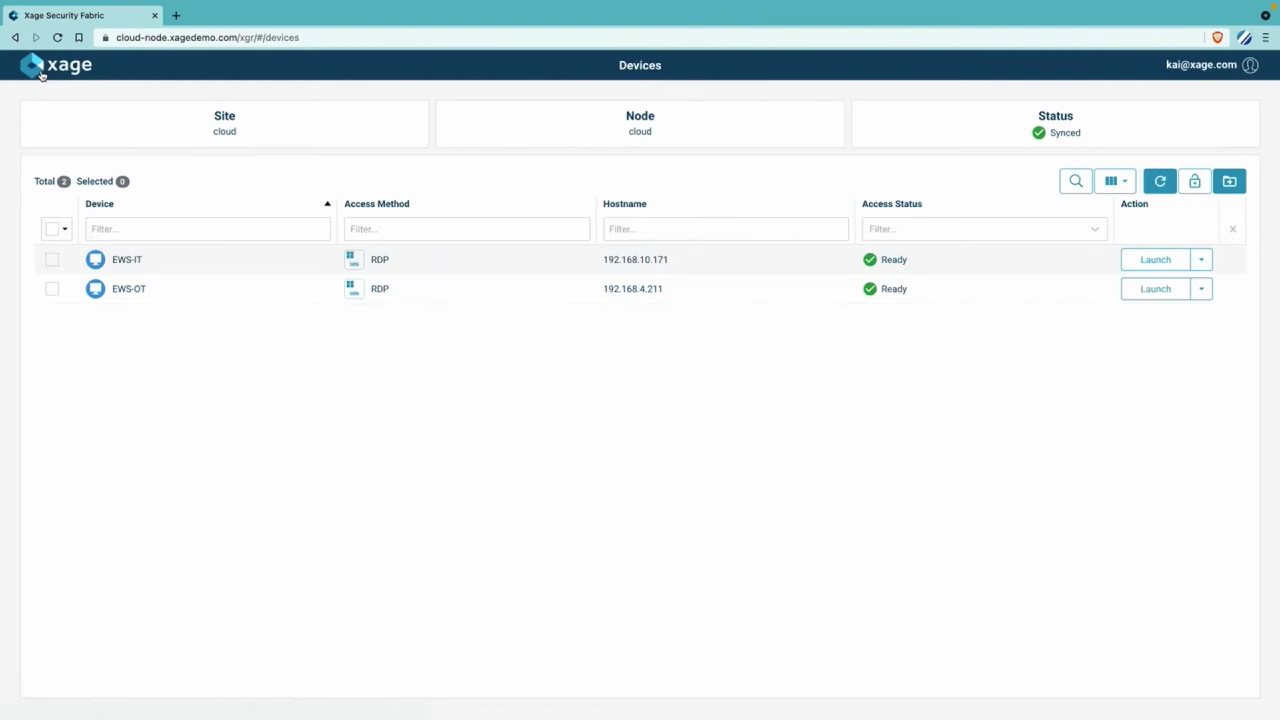 Xage Security Fabric
cloud-node.xagedemo.com/xgr/#/devices
xage
Devices
kai@xage.com
Site
cloud
Node
cloud
Status
Synced
Total 2 Selected 0
Device Access Method Hostname Access Status Action
Filter... Filter... Filter... Filter...
EWS-IT RDP 192.168.10.171 Ready Launch
EWS-OT RDP 192.168.4.211 Ready Launch